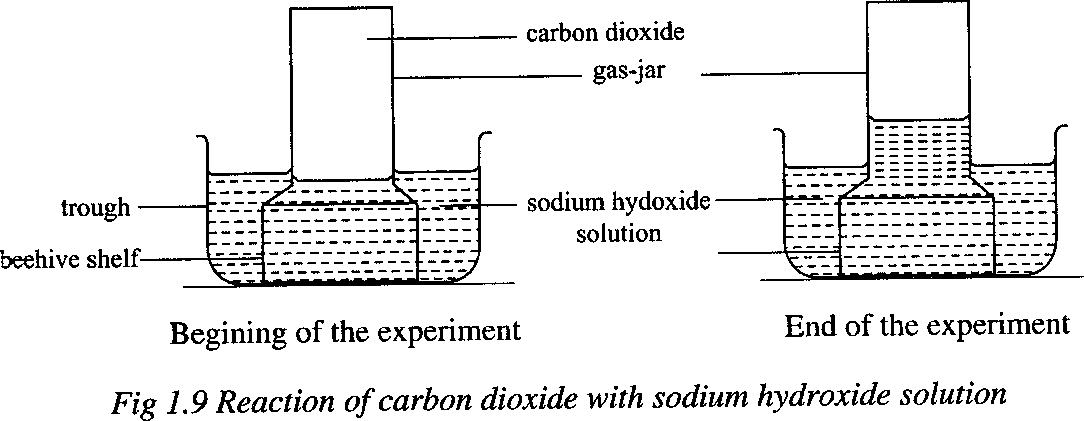 carbon dioxide
gas-jar
trough
sodium hydoxide
solution
beehive shelf
Begining of the experiment
End of the experiment
Fig 1.9 Reaction of carbon dioxide with sodium hydroxide solution